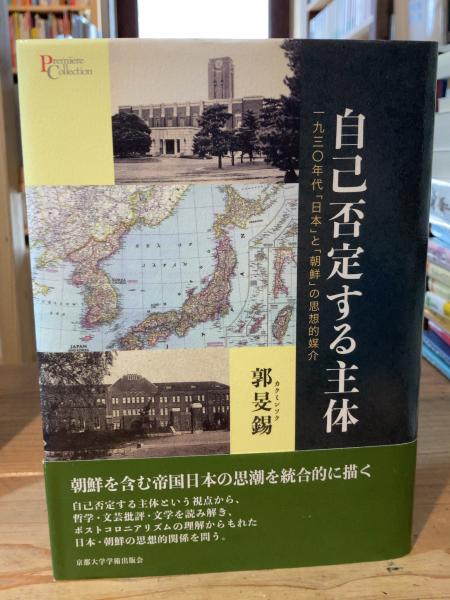 Premiere
Collection
自己否定する主体
一九三〇年代「日本」と「朝鮮」の思想的媒介
カクミンソク
郭旻錫
JAPAN
朝鮮を含む帝国日本の思潮を統合的に描く
自己否定する主体という視点から、
哲学・文芸批評・文学を読み解き、
ポストコロニアリズムの理解からもれた
日本・朝鮮の思想的関係を問う。
京都大学学術出版会